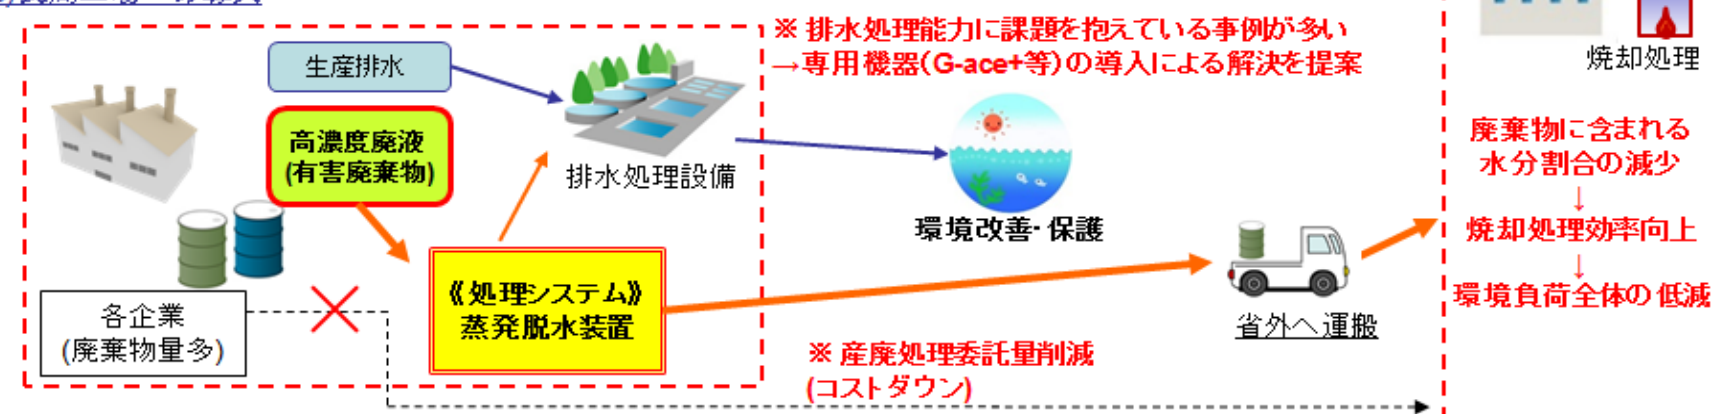 ※ 排水処理能力に課題を抱えている事例が多い
→専用機器(G-ace+等)の導入による解決を提案
生産排水
高濃度廃液
(有害廃棄物)
排水処理設備
環境改善・保護
各企業
(廃棄物量多)
《処理システム》
蒸発脱水装置
省外へ運搬
※ 産廃処理委託量削減
(コストダウン)
焼却処理
廃棄物に含まれる
水分割合の減少
↓
焼却処理効率向上
↓
環境負荷全体の低減